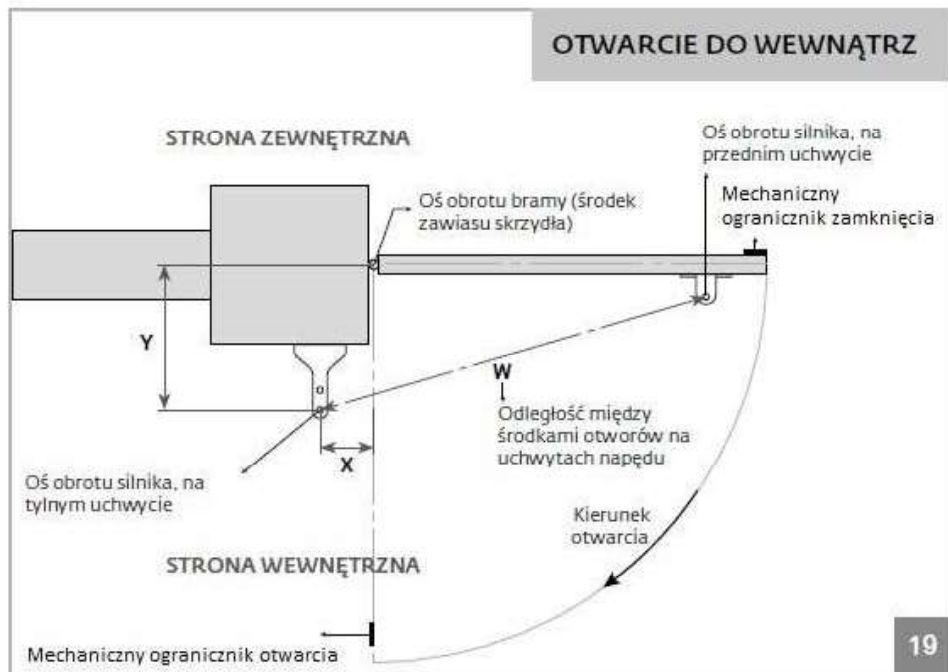 OTWARCIE DO WEWNĄTRZ
STRONA ZEWNĘTRZNA
Oś obrotu silnika, na
przednim uchwycie
Mechaniczny
ogranicznik zamknięcia
Oś obrotu bramy (środek
zawiasu skrzydła)
Y
W
Odległość między
środkami otworów na
uchwytach napędu
X
Oś obrotu silnika, na
tylnym uchwycie
Kierunek
otwarcia
STRONA WEWNĘTRZNA
Mechaniczny ogranicznik otwarcia
19